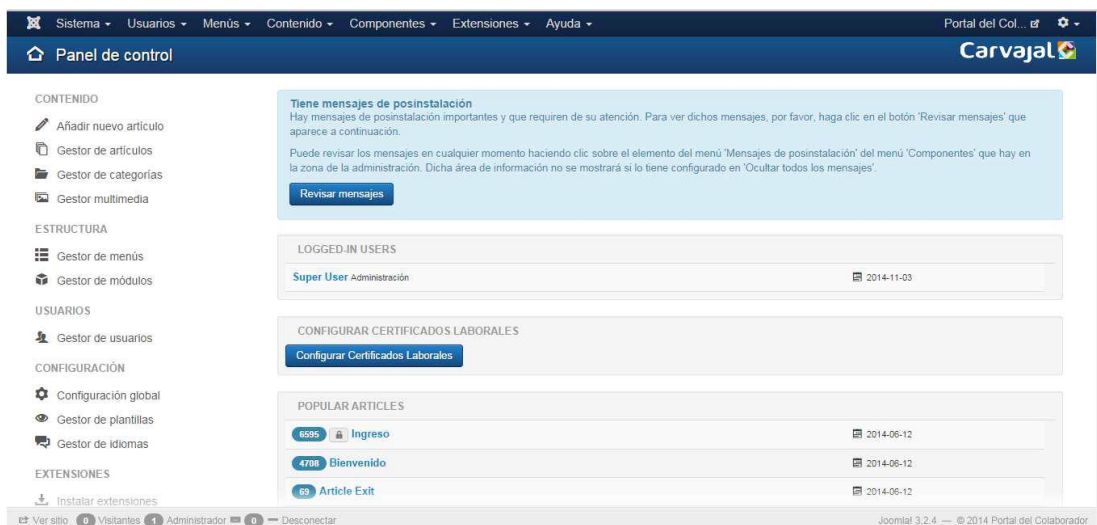 Sistema Usuarios Menús Contenido Componentes Extensiones Ayuda Portal del Col...
Panel de control Carvajal
CONTENIDO
Añadir nuevo artículo
Gestor de artículos
Gestor de categorías
Gestor multimedia
ESTRUCTURA
Gestor de menús
Gestor de módulos
USUARIOS
Gestor de usuarios
CONFIGURACIÓN
Configuración global
Gestor de plantillas
Gestor de idiomas
EXTENSIONES
Instalar extensiones
Tiene mensajes de posinstalación
Hay mensajes de posinstalación importantes y que requiren de su atención. Para ver dichos mensajes, por favor, haga clic en el botón 'Revisar mensajes' que
aparece a continuación.
Puede revisar los mensajes en cualquier momento haciendo clic sobre el elemento del menú 'Mensajes de posinstalación' del menú 'Componentes' que hay en
la zona de la administración. Dicha área de información no se mostrará si lo tiene configurado en 'Ocultar todos los mensajes'.
Revisar mensajes
LOGGED-IN USERS
Super User Administración 2014-11-03
CONFIGURAR CERTIFICADOS LABORALES
Configurar Certificados Laborales
POPULAR ARTICLES
6595 Ingreso 2014-06-12
4708 Bienvenido 2014-06-12
69 Article Exit 2014-06-12
Ver sitio 0 Visitantes 1 Administrador 0 Desconectar Joomla! 3.2.4 — © 2014 Portal del Colaborador